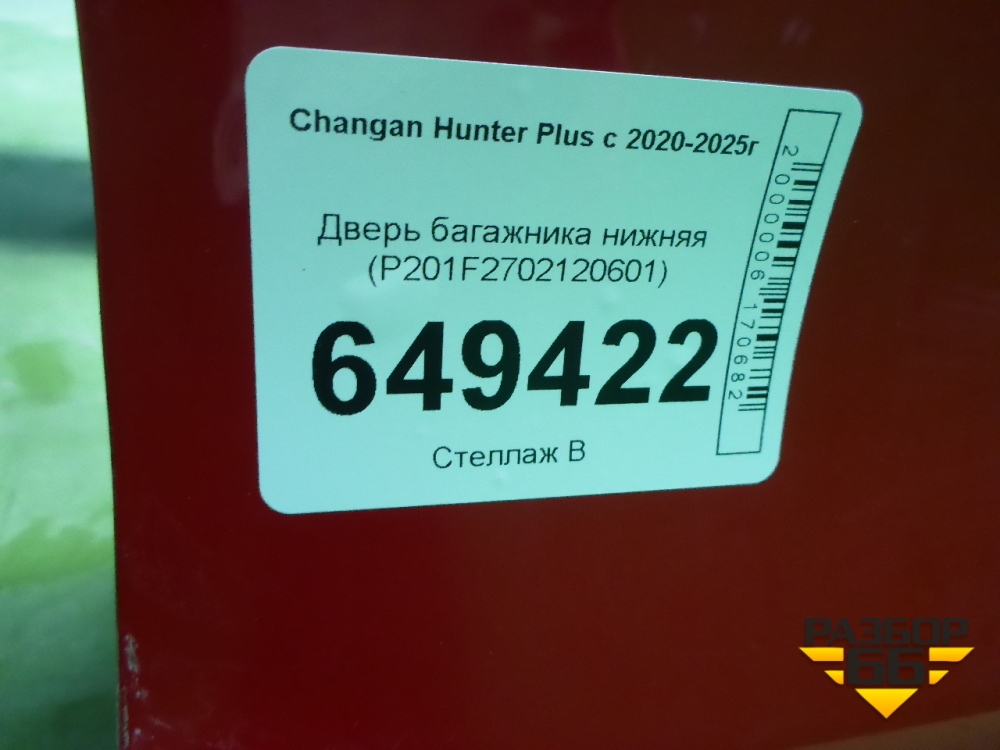 Changan Hunter Plus с 2020-2025г
Дверь багажника нижняя
(P201F2702120601)
649422
Стеллаж В
2000006170682
РАЗБОР
66